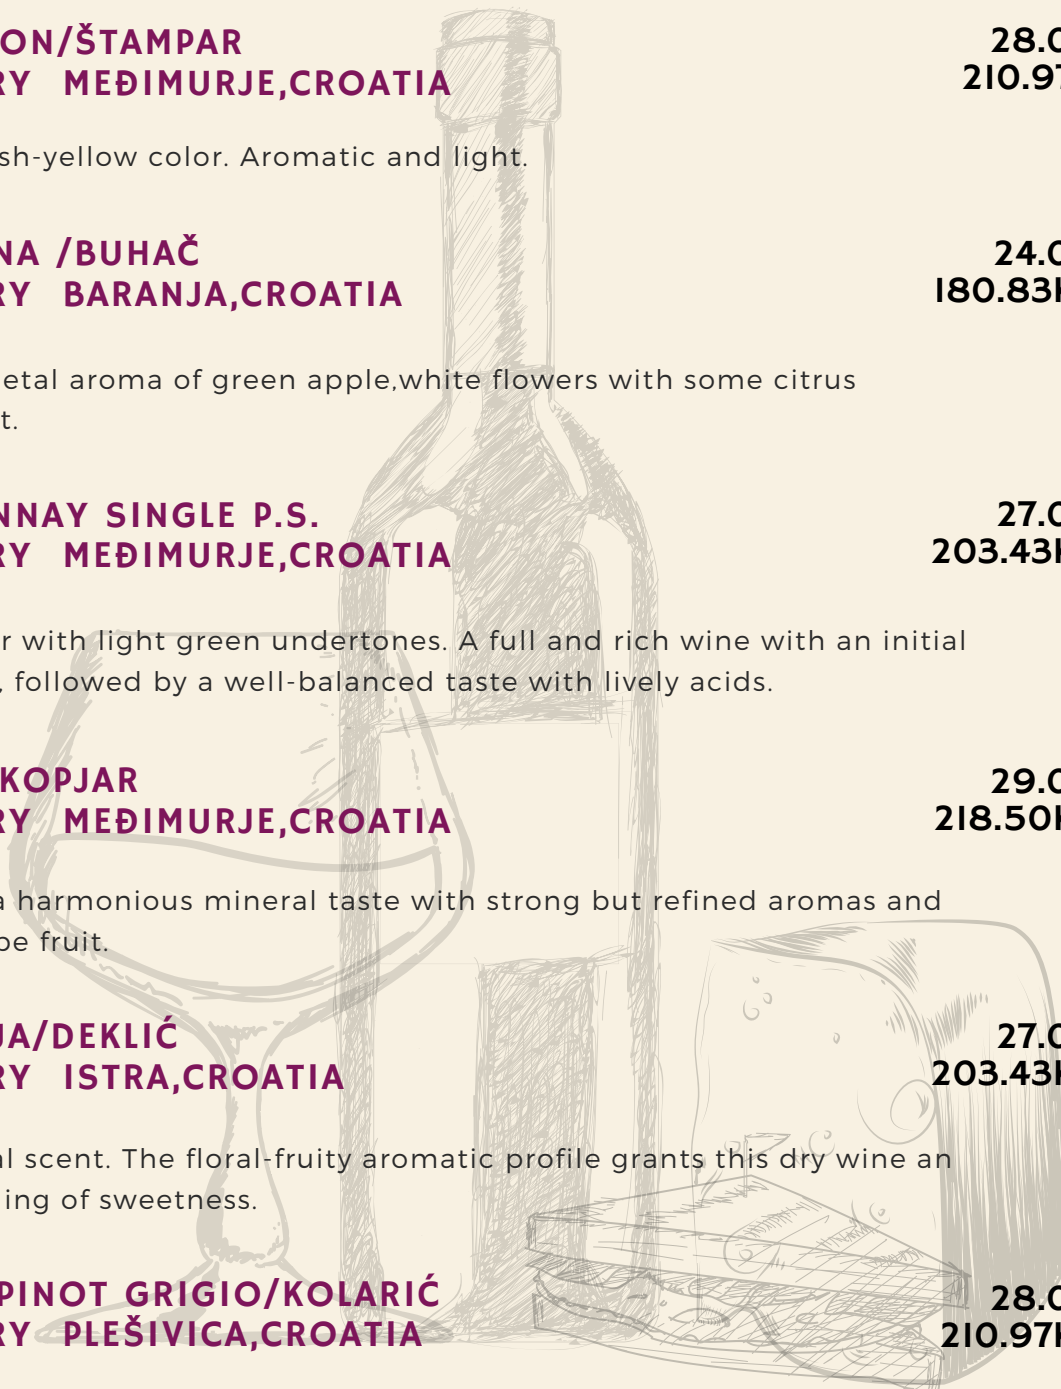 ON/ŠTAMPAR 28.0
RY MEĐIMURJE,CROATIA 210.97
sh-yellow color. Aromatic and light.
NA /BUHAČ 24.0
RY BARANJA,CROATIA 180.83
etal aroma of green apple,white flowers with some citrus
t.
NNAY SINGLE P.S. 27.0
RY MEĐIMURJE,CROATIA 203.43
r with light green undertones. A full and rich wine with an initial
, followed by a well-balanced taste with lively acids.
KOPJAR 29.0
RY MEĐIMURJE,CROATIA 218.50
a harmonious mineral taste with strong but refined aromas and
pe fruit.
JA/DEKLIĆ 27.0
RY ISTRA,CROATIA 203.43
al scent. The floral-fruity aromatic profile grants this dry wine an
ing of sweetness.
PINOT GRIGIO/KOLARIĆ 28.0
RY PLEŠIVICA,CROATIA 210.97